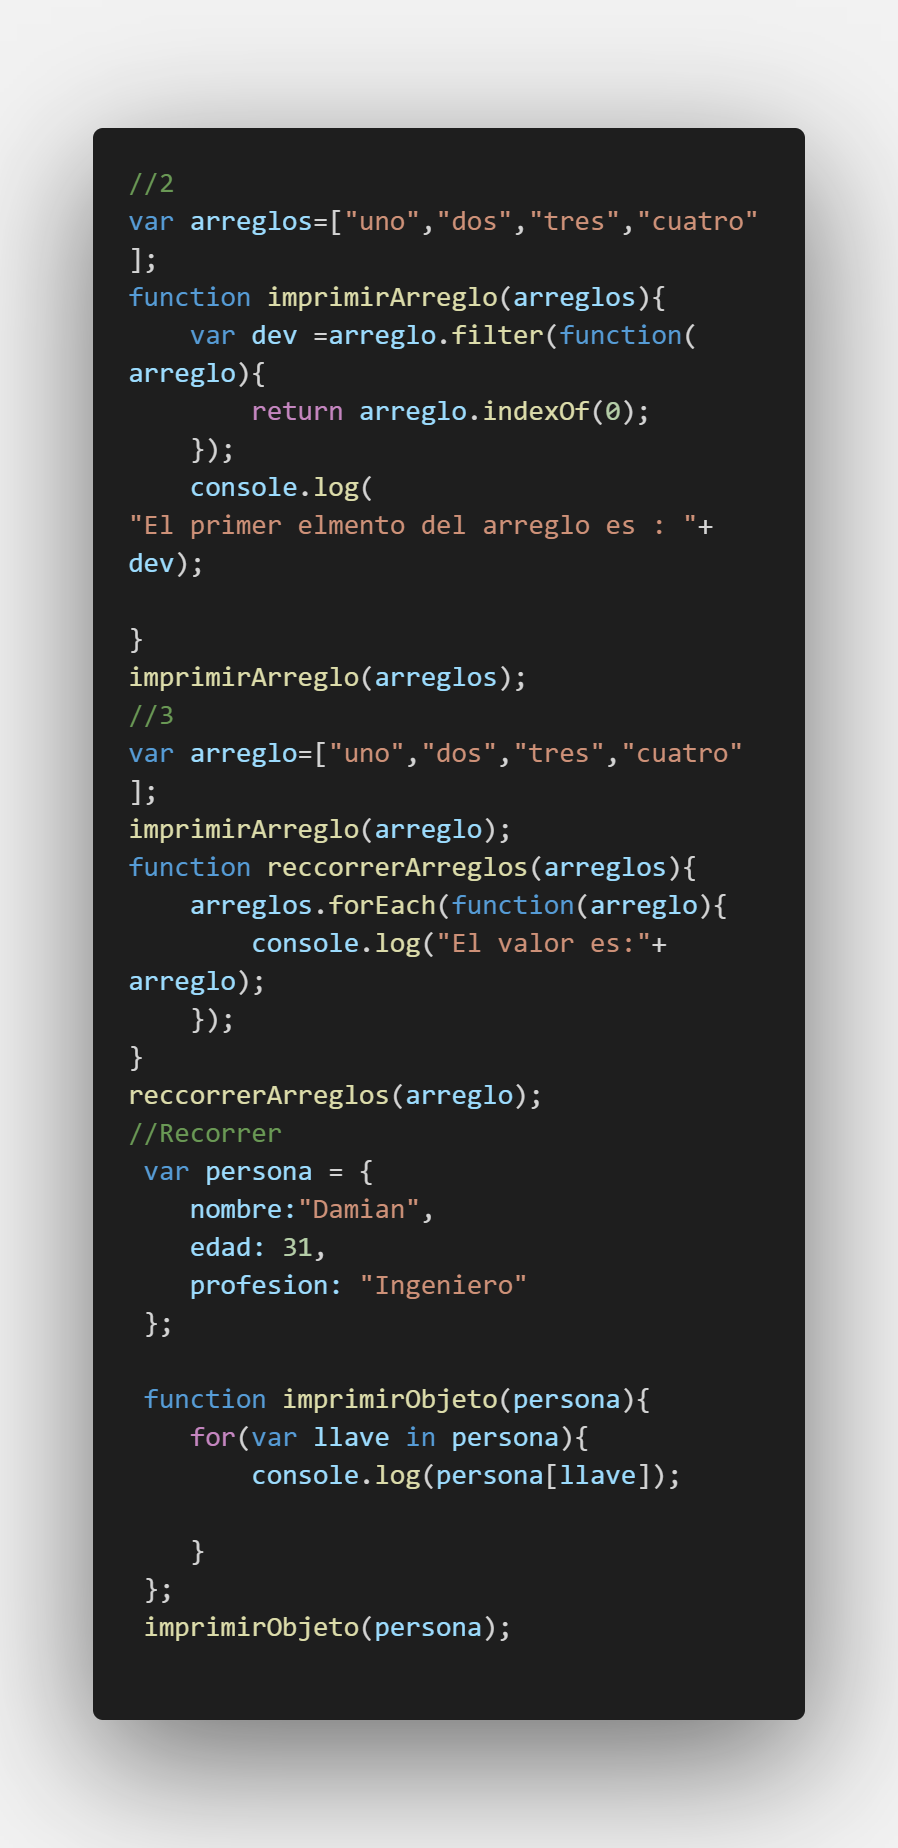 //2
var arreglos=["uno","dos","tres","cuatro"
];
function imprimirArreglo(arreglos){
    var dev =arreglo.filter(function(
arreglo){
        return arreglo.indexOf(0);
    });
    console.log(
"El primer elmento del arreglo es : "+
dev);

}
imprimirArreglo(arreglos);
//3
var arreglo=["uno","dos","tres","cuatro"
];
imprimirArreglo(arreglo);
function reccorrerArreglos(arreglos){
    arreglos.forEach(function(arreglo){
        console.log("El valor es:"+
arreglo);
    });
}
reccorrerArreglos(arreglo);
//Recorrer
 var persona = {
    nombre:"Damian",
    edad: 31,
    profesion: "Ingeniero"
 };

 function imprimirObjeto(persona){
    for(var llave in persona){
        console.log(persona[llave]);

    }
 };
 imprimirObjeto(persona);